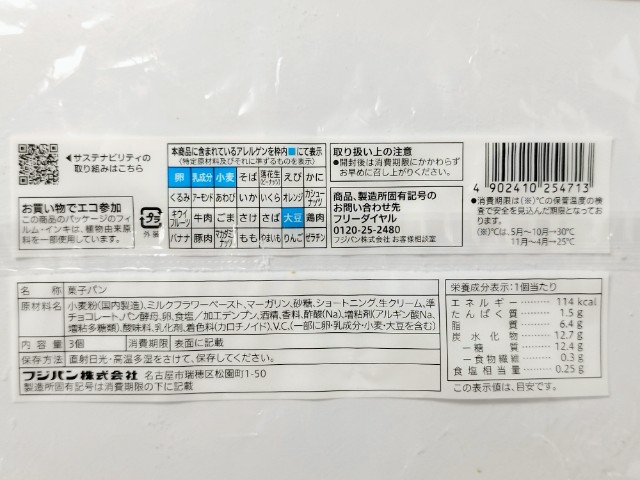 ◀サステナビリティの
取り組みはこちら
お買い物でエコ参加
この商品のパッケージのフィ
ルム・インキは、植物由来原
料を一部使用しています。
プラ
外装
本商品に含まれているアレルゲンを枠内■にて表示
(特定原材料及びそれに準ずるものを表示)
卵 乳成分 小麦 そば 落花生(ピーナッツ) えび かに
くるみ アーモンド あわび いか いくら オレンジ カシューナッツ
キウイフルーツ 牛肉 ごま さけ さば 大豆 鶏肉
バナナ 豚肉 マカダミアナッツ もも やまいも りんご ゼラチン
取り扱い上の注意
●開封後は消費期限にかかわらず
お早めに召し上がりください。
商品、製造所固有記号の
お問い合わせ先
フリーダイヤル
0120-25-2480
フジパン株式会社 お客様相談室
4902410254713
●消費期限は(※)℃の保管温度の検
査で安全を見込んだ期限となってお
ります。
(※)℃は、5月~10月→30℃
11月~4月→25℃
名称 菓子パン
原材料名 小麦粉(国内製造)、ミルクフラワーペースト、マーガリン、砂糖、ショートニング、生クリーム、準
チョコレート、パン酵母、卵、食塩/加工デンプン、酒精、香料、酢酸(Na)、増粘剤(アルギン酸Na、
増粘多糖類)、酸味料、乳化剤、着色料(カロチノイド)、V.C、(一部に卵・乳成分・小麦・大豆を含む)
内容量 3個 消費期限 表面に記載
保存方法 直射日光・高温多湿をさけて、保存してください。
フジパン株式会社 名古屋市瑞穂区松園町1-50
製造所固有記号は消費期限の下に記載
栄養成分表示:1個当たり
エネルギー 114 kcal
たんぱく質 1.5 g
脂質 6.4 g
炭水化物 12.7 g
-糖質 12.4 g
-食物繊維 0.3 g
食塩相当量 0.25 g
この表示値は、目安です。